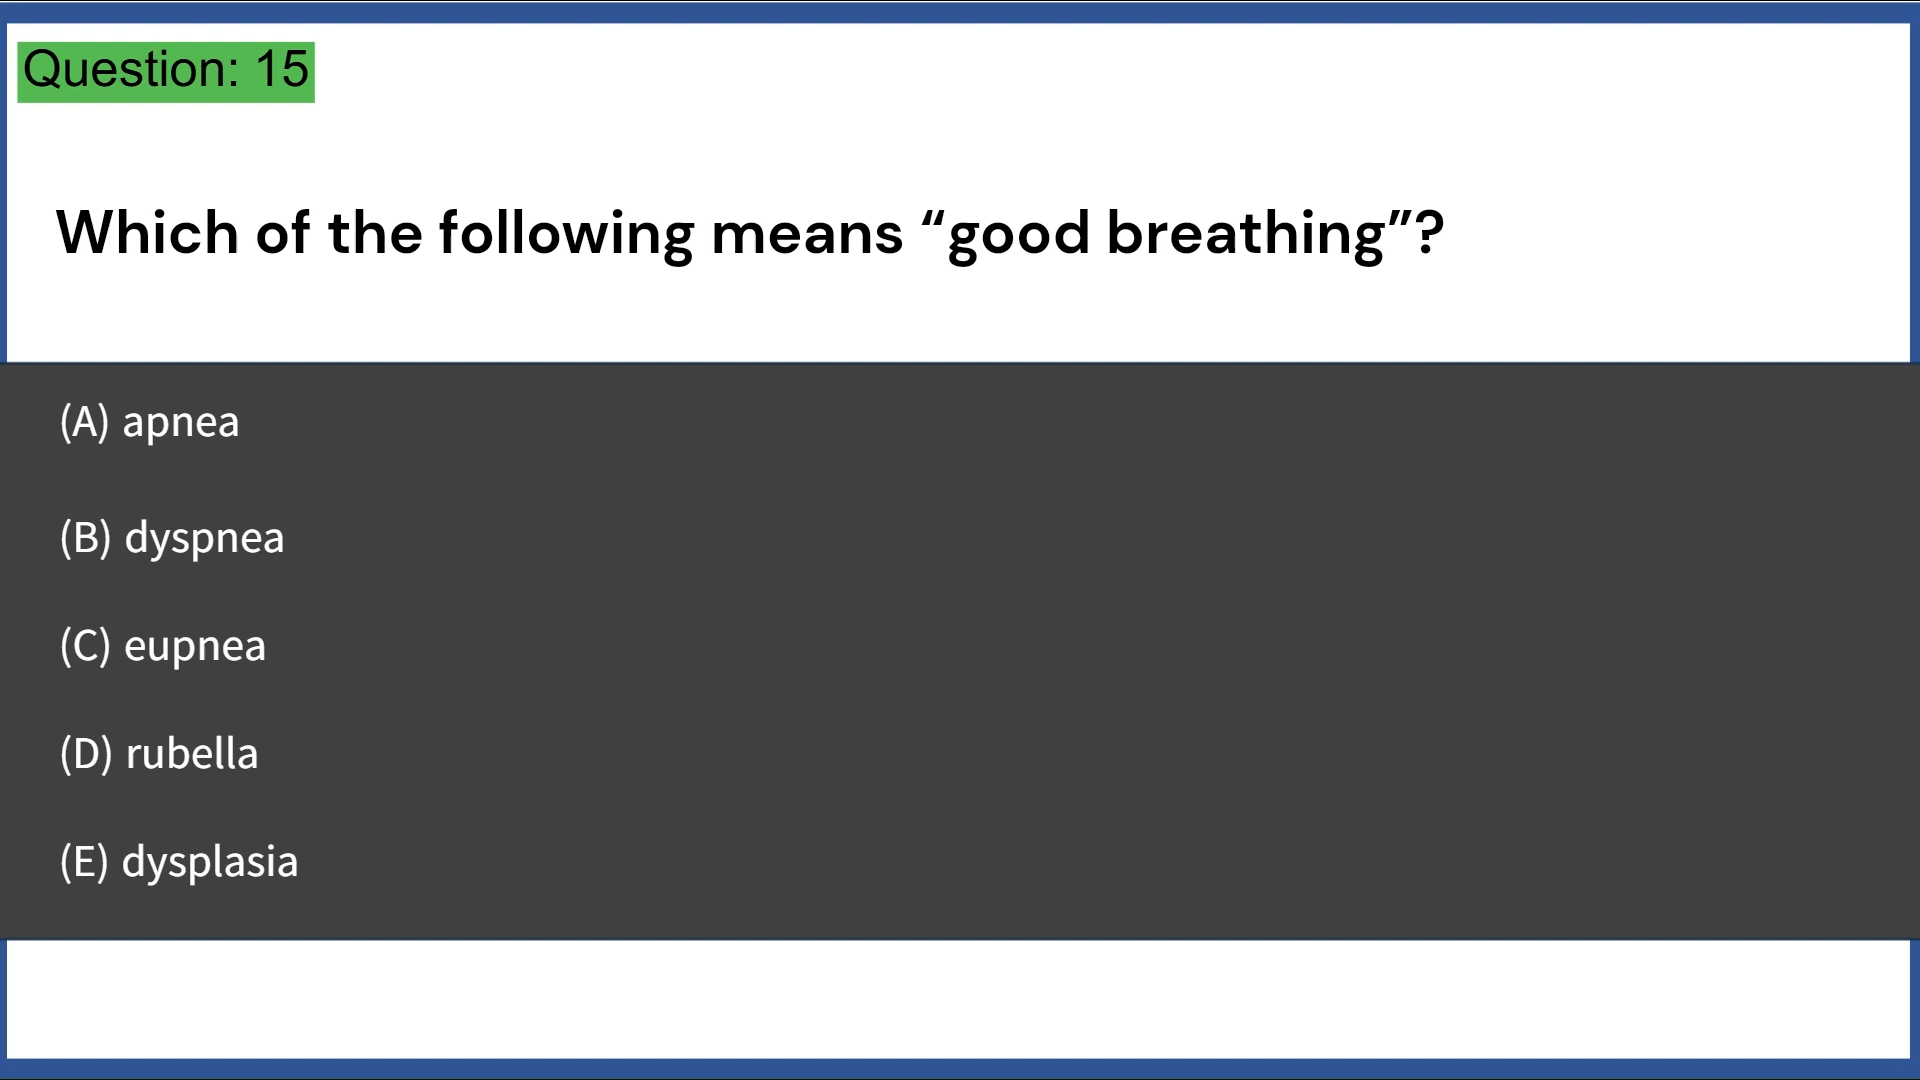 Question: 15
Which of the following means “good breathing”?
(A) apnea
(B) dyspnea
(C) eupnea
(D) rubella
(E) dysplasia